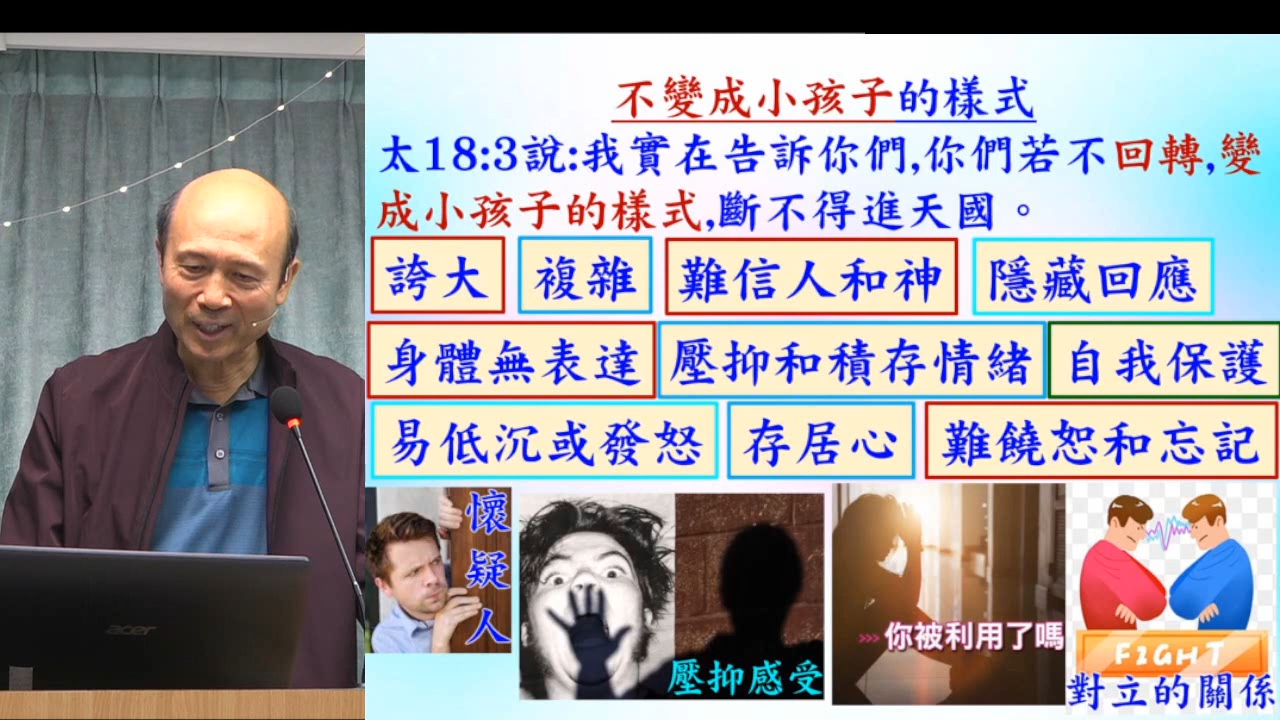 不變成小孩子的樣式
太18:3說:我實在告訴你們,你們若不回轉,變
成小孩子的樣式,斷不得進天國。
誇大 複雜 難信人和神 隱藏回應
身體無表達 壓抑和積存情緒 自我保護
易低沉或發怒 存居心 難饒恕和忘記
懷疑人
壓抑感受
>>> 你被利用了嗎
FIGHT
對立的關係
acer